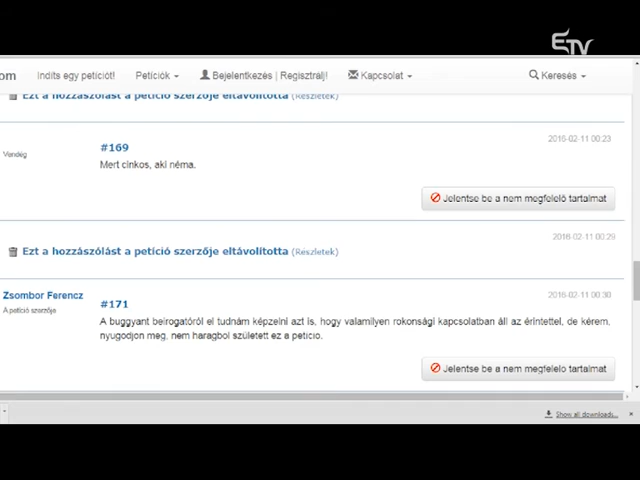 ETV
om Indíts egy petíciót! Petíciók Bejelentkezés | Regisztrálj! Kapcsolat Keresés
Ezt a hozzászólást a petíció szerzője eltávolította (Részletek)
2016-02-11 00:23
Vendég
#169
Mert cinkos, aki néma.
Jelentse be a nem megfelelő tartalmat
2016-02-11 00:29
Ezt a hozzászólást a petíció szerzője eltávolította (Részletek)
Zsombor Ferencz
2016-02-11 00:30
A petíció szerzője
#171
A buggyant beirogatóról el tudnám képzelni azt is, hogy valamilyen rokonsági kapcsolatban áll az érintettel, de kérem,
nyugodjon meg, nem haragból született ez a petíció.
Jelentse be a nem megfelelő tartalmat
Show all downloads...